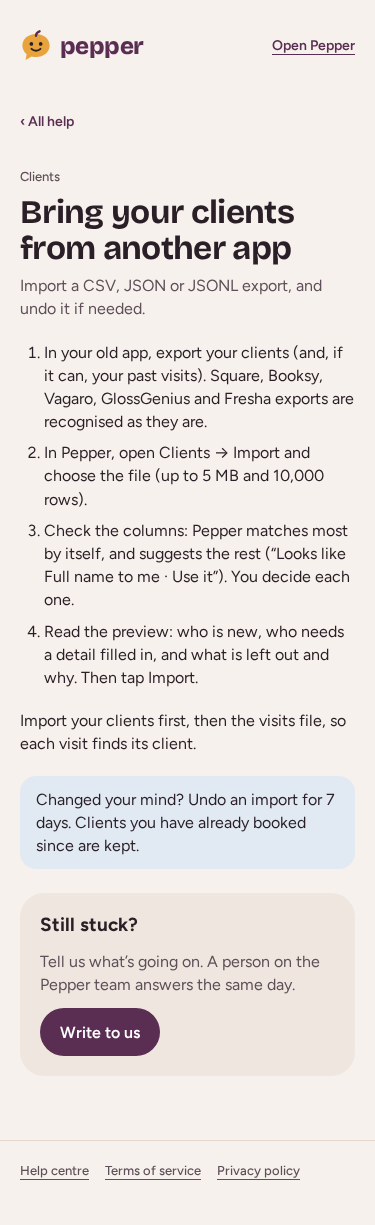 pepper
Open Pepper
‹ All help
Clients
Bring your clients
from another app
Import a CSV, JSON or JSONL export, and
undo it if needed.
1. In your old app, export your clients (and, if
it can, your past visits). Square, Booksy,
Vagaro, GlossGenius and Fresha exports are
recognised as they are.
2. In Pepper, open Clients → Import and
choose the file (up to 5 MB and 10,000
rows).
3. Check the columns: Pepper matches most
by itself, and suggests the rest (“Looks like
Full name to me · Use it”). You decide each
one.
4. Read the preview: who is new, who needs
a detail filled in, and what is left out and
why. Then tap Import.
Import your clients first, then the visits file, so
each visit finds its client.
Changed your mind? Undo an import for 7
days. Clients you have already booked
since are kept.
Still stuck?
Tell us what’s going on. A person on the
Pepper team answers the same day.
Write to us
Help centre
Terms of service
Privacy policy